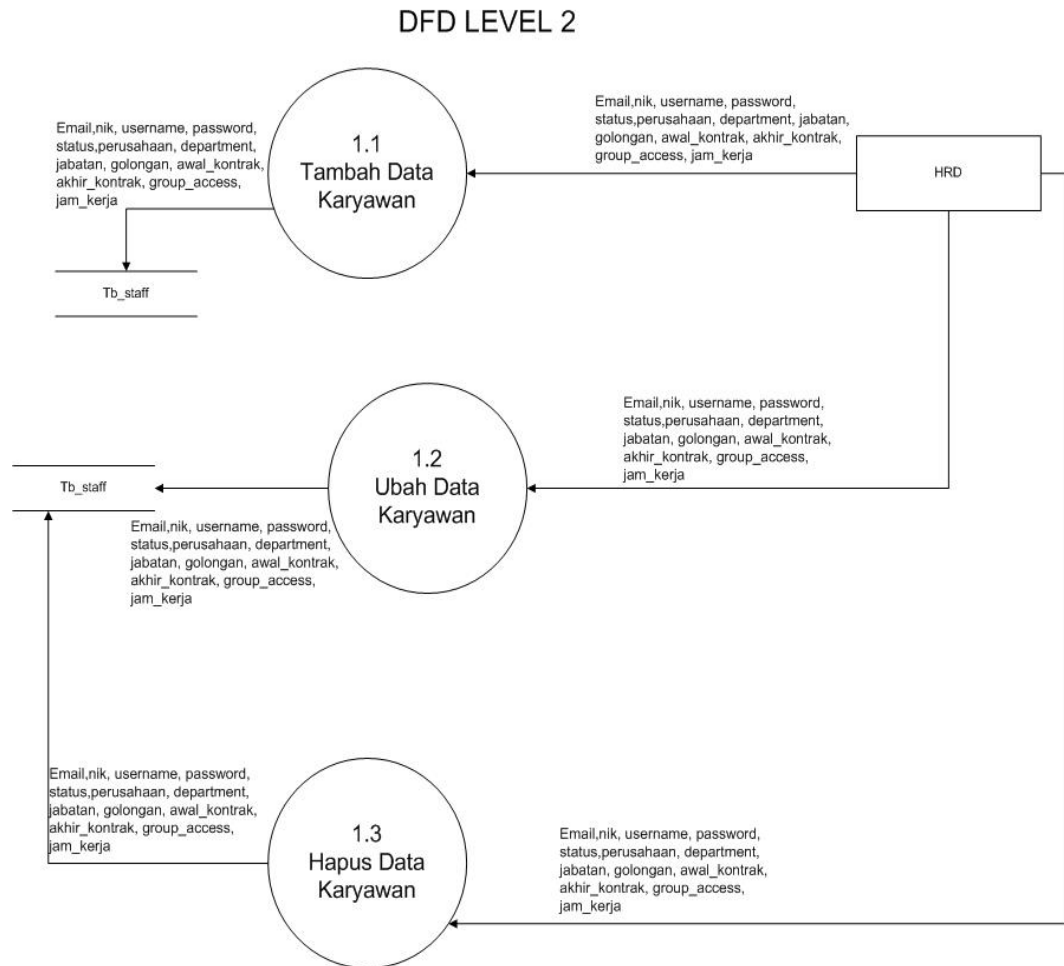 DFD LEVEL 2
Email,nik, username, password,
status,perusahaan, department,
jabatan, golongan, awal_kontrak,
akhir_kontrak, group_access,
jam_kerja
1.1
Tambah Data
Karyawan
Email,nik, username, password,
status,perusahaan, department, jabatan,
golongan, awal_kontrak, akhir_kontrak,
group_access, jam_kerja
HRD
Tb_staff
Email,nik, username, password,
status,perusahaan, department,
jabatan, golongan, awal_kontrak,
akhir_kontrak, group_access,
jam_kerja
1.2
Ubah Data
Karyawan
Tb_staff
Email,nik, username, password,
status,perusahaan, department,
jabatan, golongan, awal_kontrak,
akhir_kontrak, group_access,
jam_kerja
Email,nik, username, password,
status,perusahaan, department,
jabatan, golongan, awal_kontrak,
akhir_kontrak, group_access,
jam_kerja
1.3
Hapus Data
Karyawan
Email,nik, username, password,
status,perusahaan, department,
jabatan, golongan, awal_kontrak,
akhir_kontrak, group_access,
jam_kerja